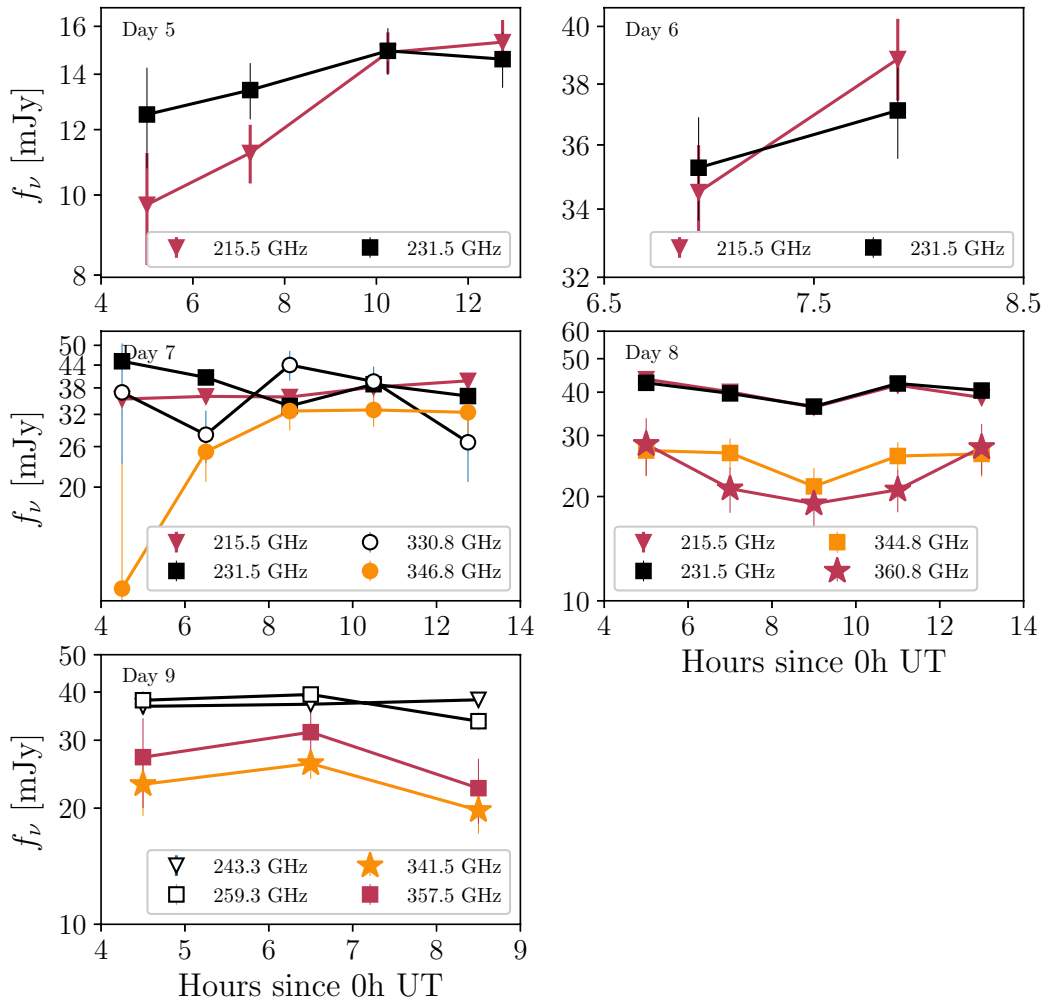 Day 5
16
14
12
10
8
f_ν [mJy]
215.5 GHz 231.5 GHz
4 6 8 10 12
Day 6
40
38
36
34
32
215.5 GHz 231.5 GHz
6.5 7.5 8.5
Day 7
50
44
38
32
26
20
f_ν [mJy]
215.5 GHz 330.8 GHz
231.5 GHz 346.8 GHz
4 6 8 10 12 14
Day 8
60
50
40
30
20
10
215.5 GHz 344.8 GHz
231.5 GHz 360.8 GHz
4 6 8 10 12 14
Hours since 0h UT
Day 9
50
40
30
20
10
f_ν [mJy]
243.3 GHz 341.5 GHz
259.3 GHz 357.5 GHz
4 5 6 7 8 9
Hours since 0h UT